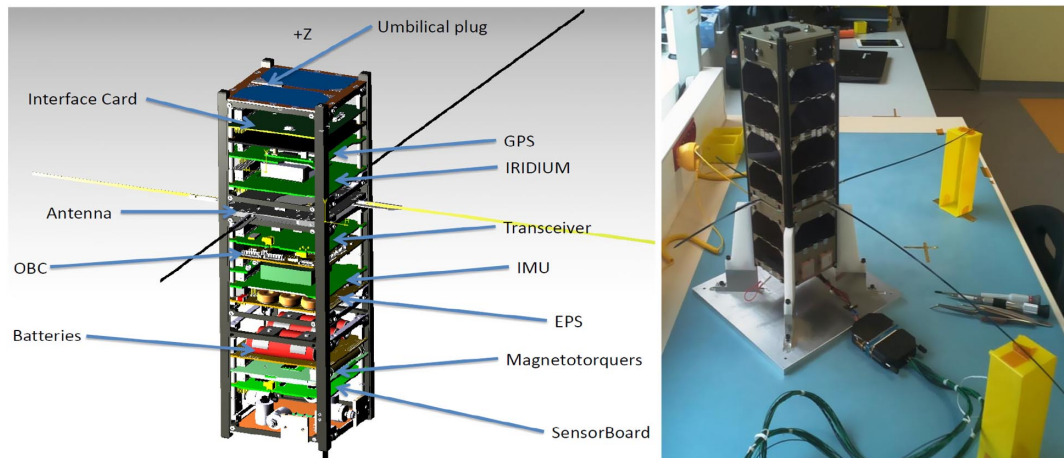 +Z
Umbilical plug
Interface Card
GPS
IRIDIUM
Antenna
Transceiver
OBC
IMU
EPS
Batteries
Magnetotorquers
SensorBoard